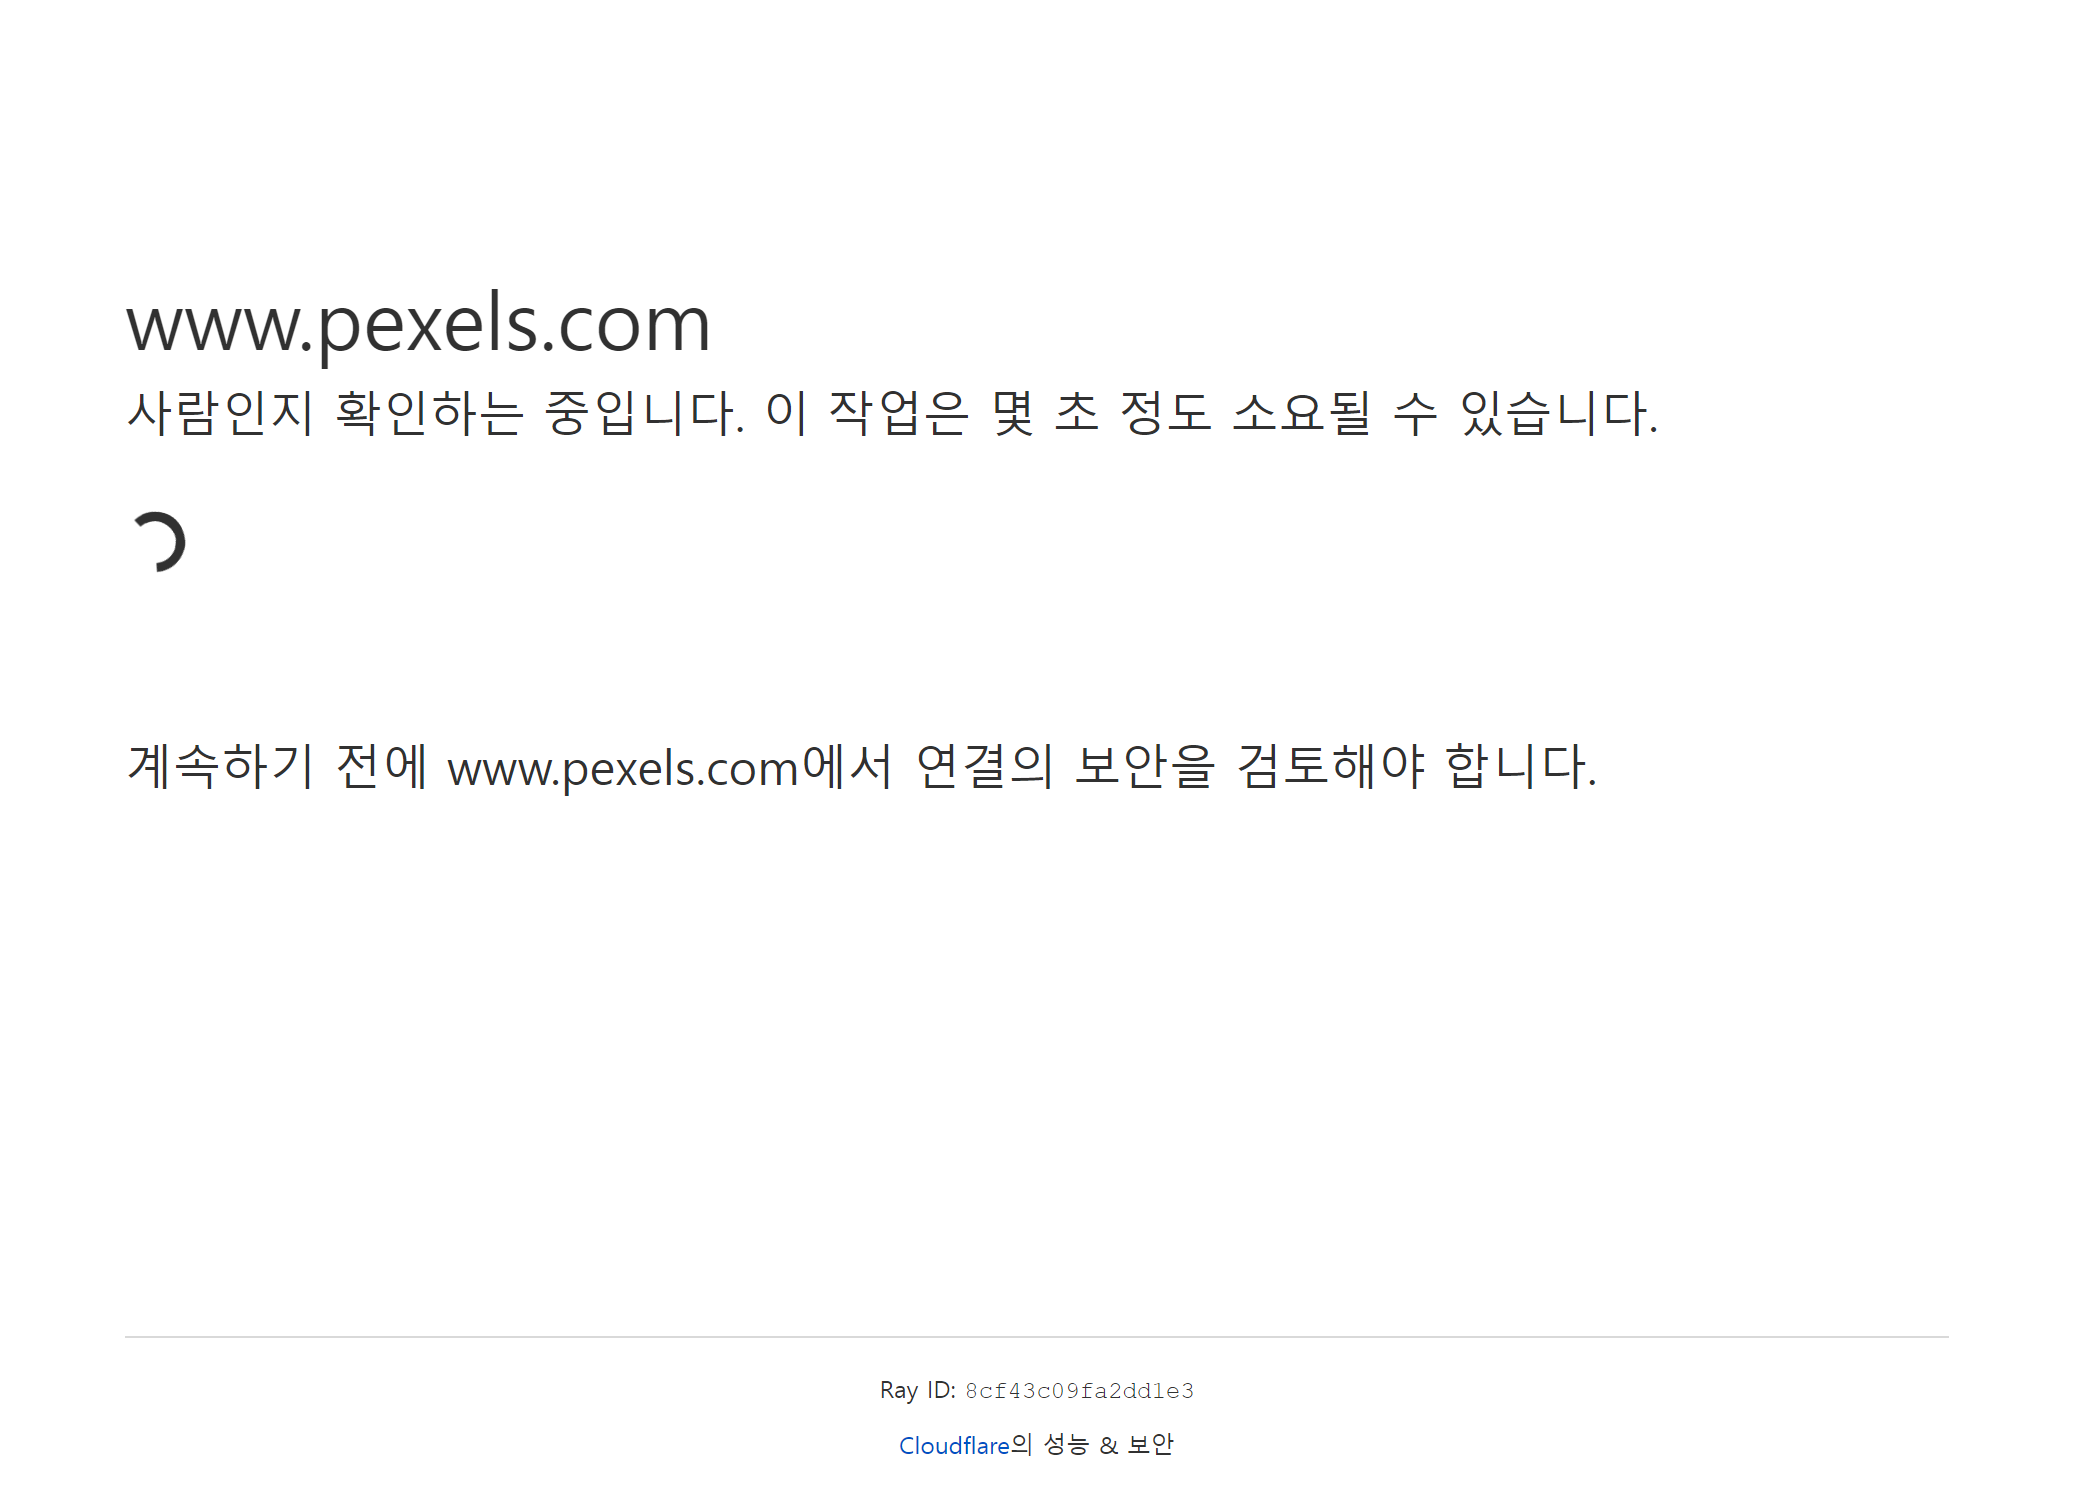 www.pexels.com
사람인지 확인하는 중입니다. 이 작업은 몇 초 정도 소요될 수 있습니다.
계속하기 전에 www.pexels.com에서 연결의 보안을 검토해야 합니다.
Ray ID: 8cf43c09fa2dd1e3
Cloudflare의 성능 & 보안